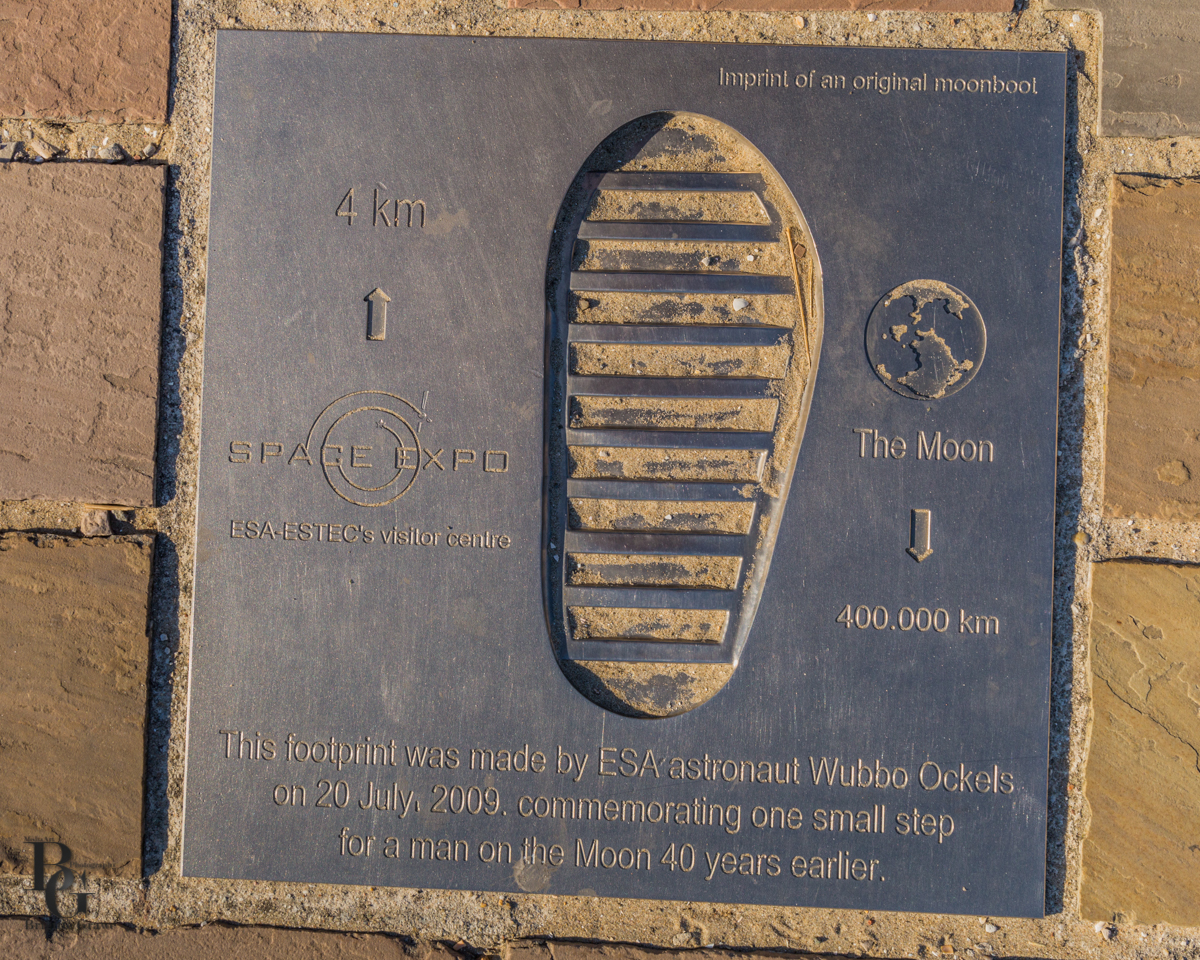 Imprint of an original moonboot
4 km
SPACE EXPO
ESA-ESTEC's visitor centre
The Moon
400.000 km
This footprint was made by ESA astronaut Wubbo Ockels
on 20 July, 2009, commemorating one small step
for a man on the Moon 40 years earlier.
B
G